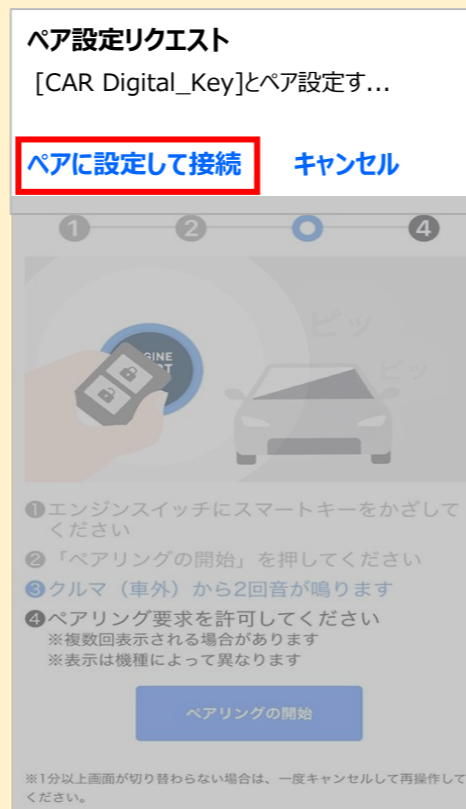 ペア設定リクエスト
[CAR Digital_Key]とペア設定す...
ペアに設定して接続 キャンセル
1 2 4
ENGINE
START
ピッ
ピッ
❶エンジンスイッチにスマートキーをかざして
ください
❷「ペアリングの開始」を押してください
❸クルマ（車外）から2回音が鳴ります
❹ペアリング要求を許可してください
※複数回表示される場合があります
※表示は機種によって異なります
ペアリングの開始
※1分以上画面が切り替わらない場合は、一度キャンセルして再操作して
ください。